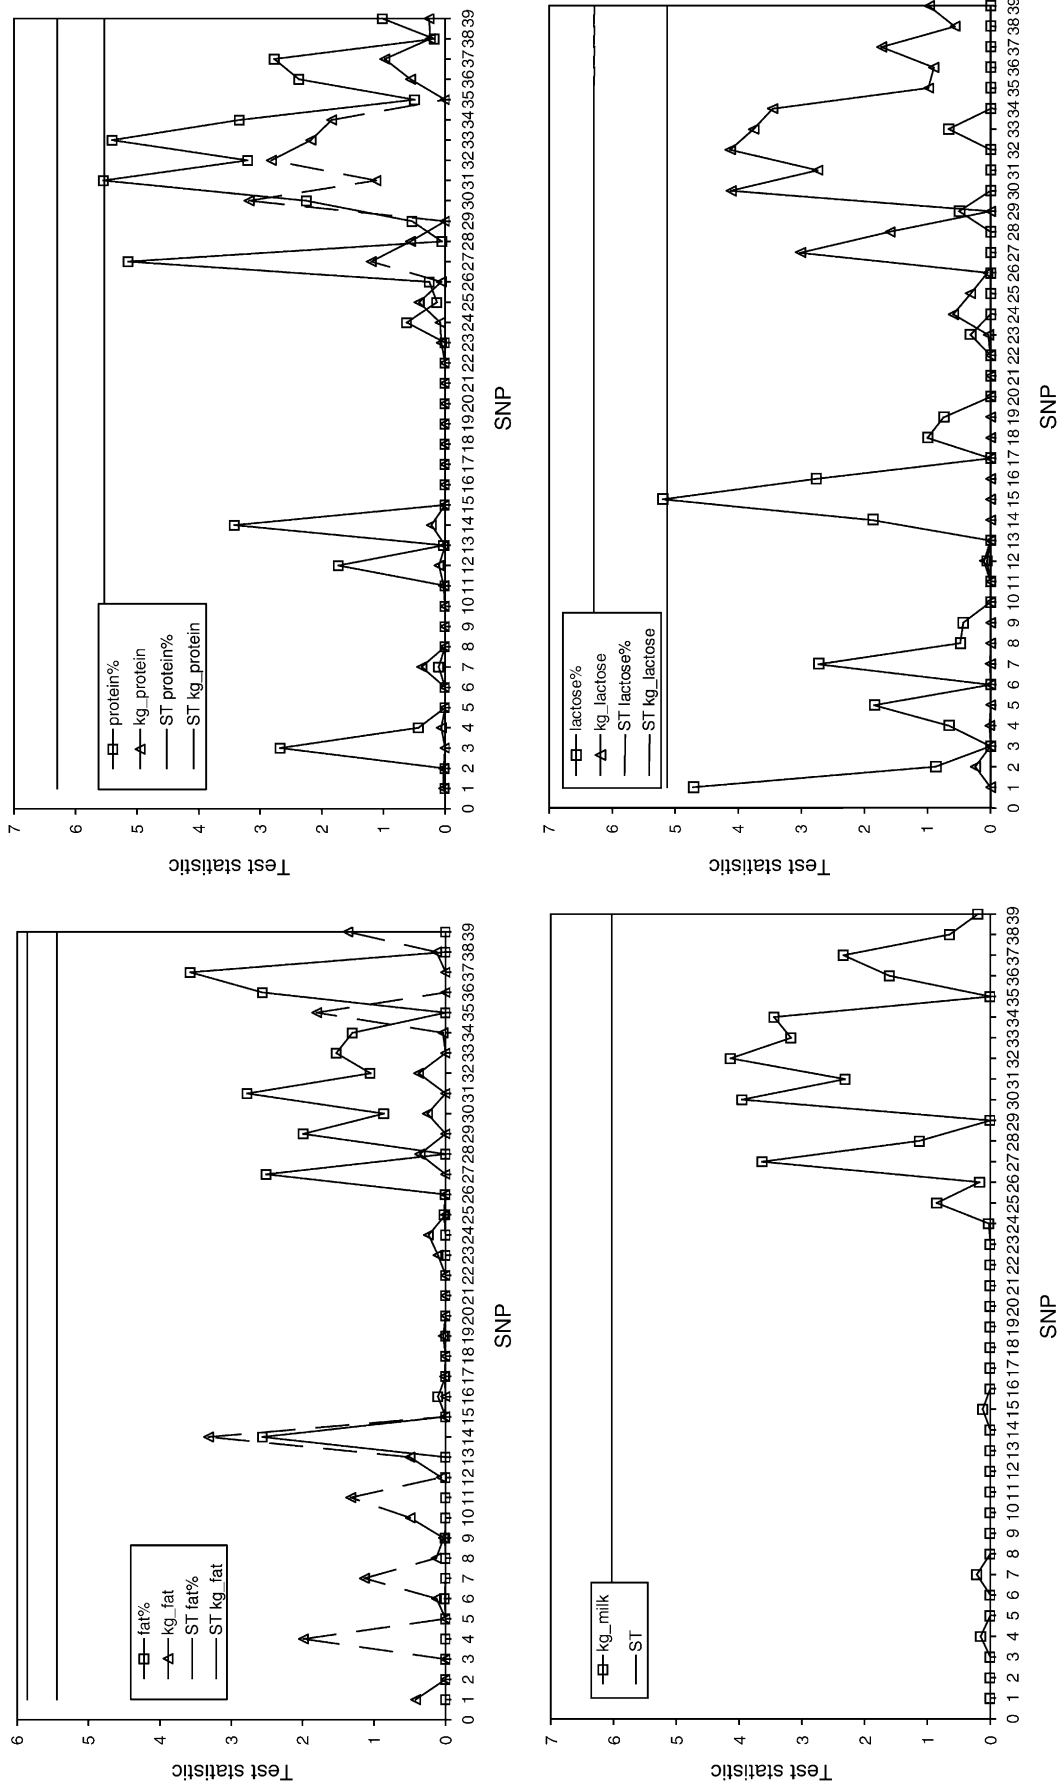 Test statistic
6
5
4
3
2
1
0
fat%
kg_fat
ST fat%
ST kg_fat
0 1 2 3 4 5 6 7 8 9 10 11 12 13 14 15 16 17 18 19 20 21 22 23 24 25 26 27 28 29 30 31 32 33 34 35 36 37 38 39
SNP
Test statistic
7
6
5
4
3
2
1
0
protein%
kg_protein
ST protein%
ST kg_protein
0 1 2 3 4 5 6 7 8 9 10 11 12 13 14 15 16 17 18 19 20 21 22 23 24 25 26 27 28 29 30 31 32 33 34 35 36 37 38 39
SNP
Test statistic
7
6
5
4
3
2
1
0
kg_milk
ST
0 1 2 3 4 5 6 7 8 9 10 11 12 13 14 15 16 17 18 19 20 21 22 23 24 25 26 27 28 29 30 31 32 33 34 35 36 37 38 39
SNP
Test statistic
7
6
5
4
3
2
1
0
lactose%
kg_lactose
ST lactose%
ST kg_lactose
0 1 2 3 4 5 6 7 8 9 10 11 12 13 14 15 16 17 18 19 20 21 22 23 24 25 26 27 28 29 30 31 32 33 34 35 36 37 38 39
SNP